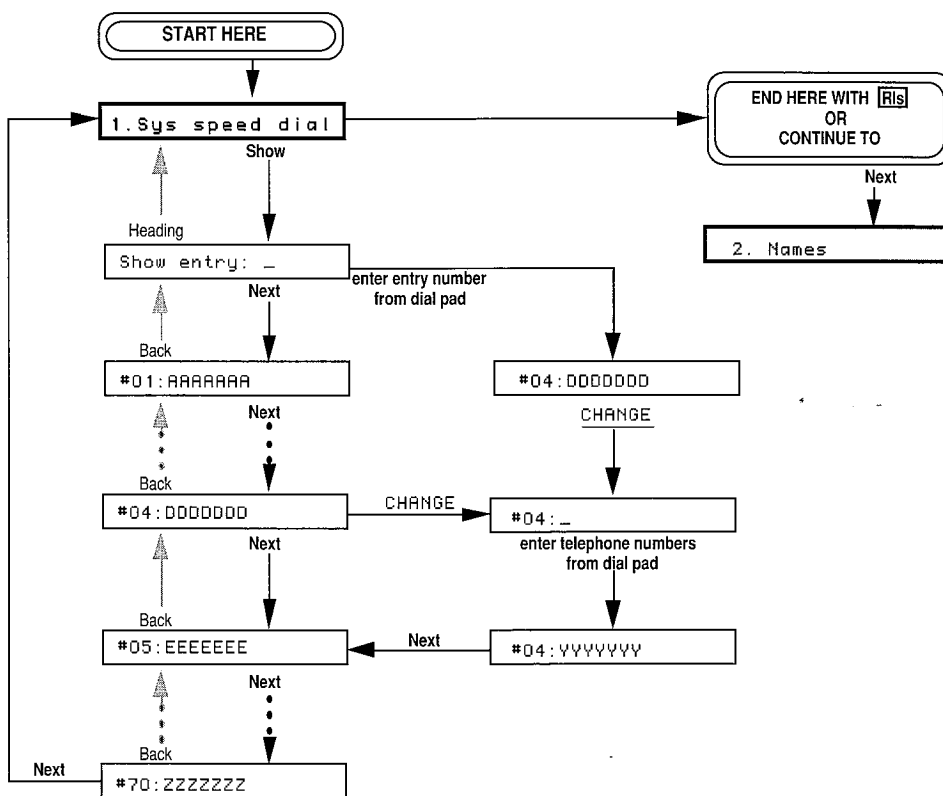 START HERE
1.Sys speed dial
Show
END HERE WITH Rls
OR
CONTINUE TO
Next
2. Names
Heading
Show entry: _
Next
enter entry number
from dial pad
Back
#01:AAAAAAA
Next
#04:DDDDDDD
CHANGE
Back
#04:DDDDDDD
CHANGE
Next
#04:_
enter telephone numbers
from dial pad
Back
#05:EEEEEEE
Next
Next
#04:YYYYYYY
Back
Next
#70:ZZZZZZZ